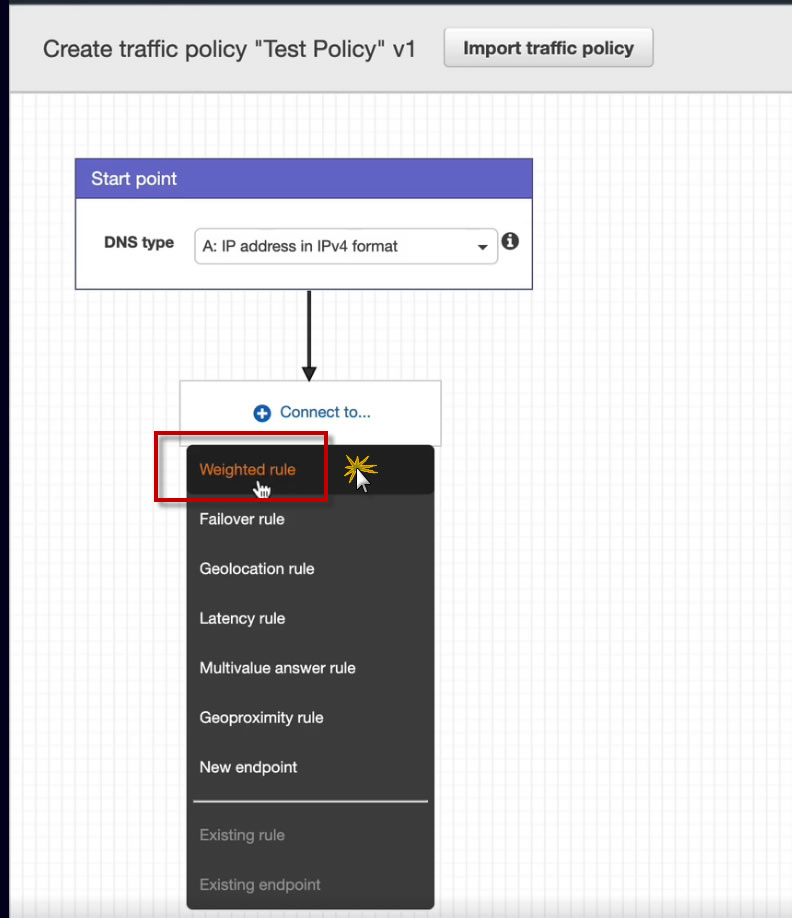 Create traffic policy "Test Policy" v1
Import traffic policy
Start point
DNS type
A: IP address in IPv4 format
Connect to...
Weighted rule
Failover rule
Geolocation rule
Latency rule
Multivalue answer rule
Geoproximity rule
New endpoint
Existing rule
Existing endpoint